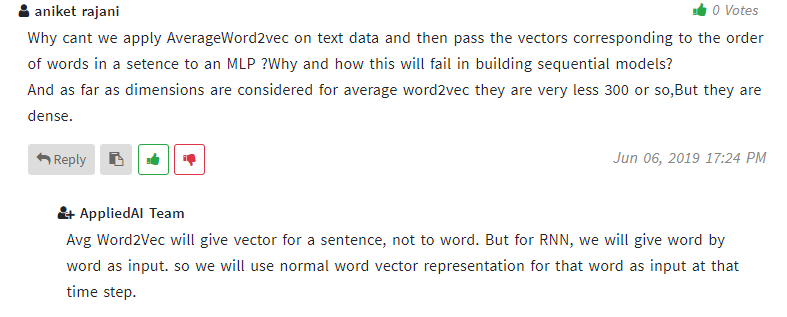 aniket rajani
0 Votes
Why cant we apply AverageWord2vec on text data and then pass the vectors corresponding to the order
of words in a setence to an MLP ?Why and how this will fail in building sequential models?
And as far as dimensions are considered for average word2vec they are very less 300 or so,But they are
dense.
Reply
Jun 06, 2019 17:24 PM
AppliedAI Team
Avg Word2Vec will give vector for a sentence, not to word. But for RNN, we will give word by
word as input. so we will use normal word vector representation for that word as input at that
time step.